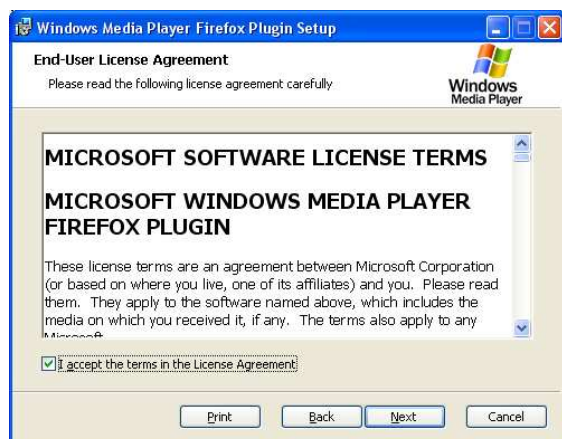 Windows Media Player Firefox Plugin Setup
End-User License Agreement
Please read the following license agreement carefully
Windows
Media Player
MICROSOFT SOFTWARE LICENSE TERMS
MICROSOFT WINDOWS MEDIA PLAYER
FIREFOX PLUGIN
These license terms are an agreement between Microsoft Corporation
(or based on where you live, one of its affiliates) and you. Please read
them. They apply to the software named above, which includes the
media on which you received it, if any. The terms also apply to any
Microsoft
I accept the terms in the License Agreement
Print
Back
Next
Cancel